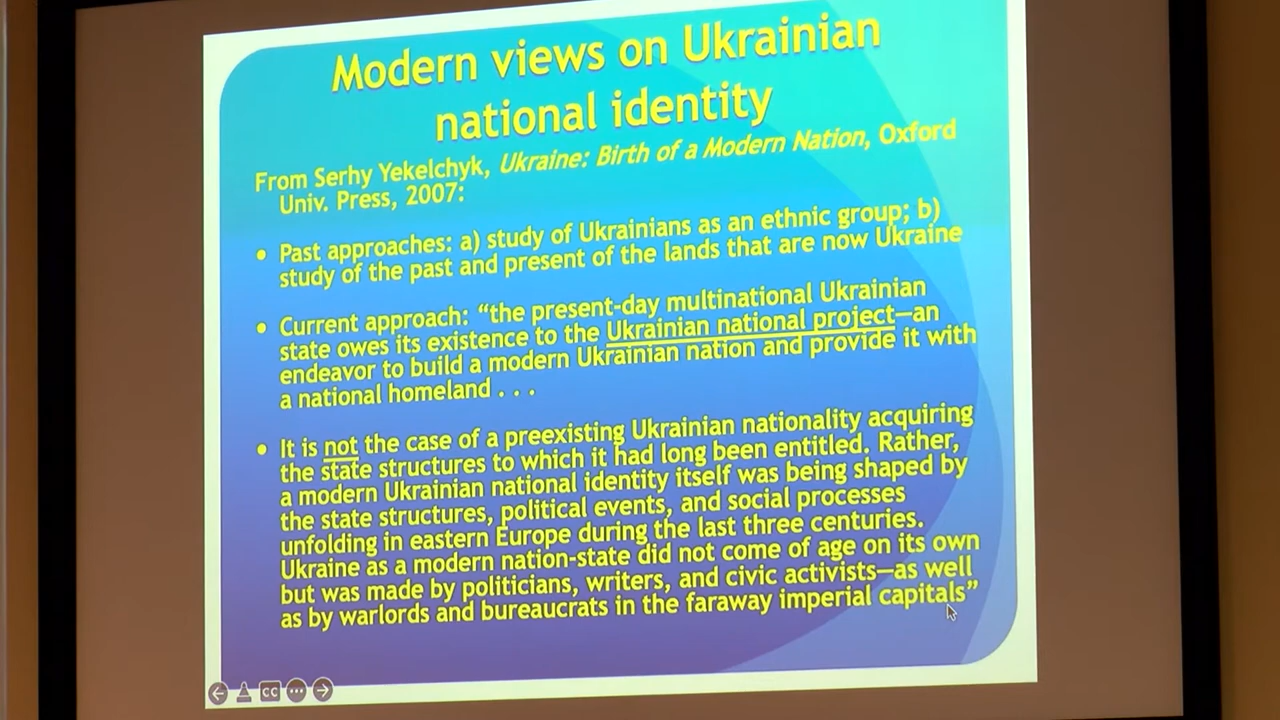 Modern views on Ukrainian
national identity
From Serhy Yekelchyk, Ukraine: Birth of a Modern Nation, Oxford
Univ. Press, 2007:
• Past approaches: a) study of Ukrainians as an ethnic group; b)
study of the past and present of the lands that are now Ukraine
• Current approach: “the present-day multinational Ukrainian
state owes its existence to the Ukrainian national project—an
endeavor to build a modern Ukrainian nation and provide it with
a national homeland . . .
• It is not the case of a preexisting Ukrainian nationality acquiring
the state structures to which it had long been entitled. Rather,
a modern Ukrainian national identity itself was being shaped by
the state structures, political events, and social processes
unfolding in eastern Europe during the last three centuries.
Ukraine as a modern nation-state did not come of age on its own
but was made by politicians, writers, and civic activists—as well
as by warlords and bureaucrats in the faraway imperial capitals”
CC